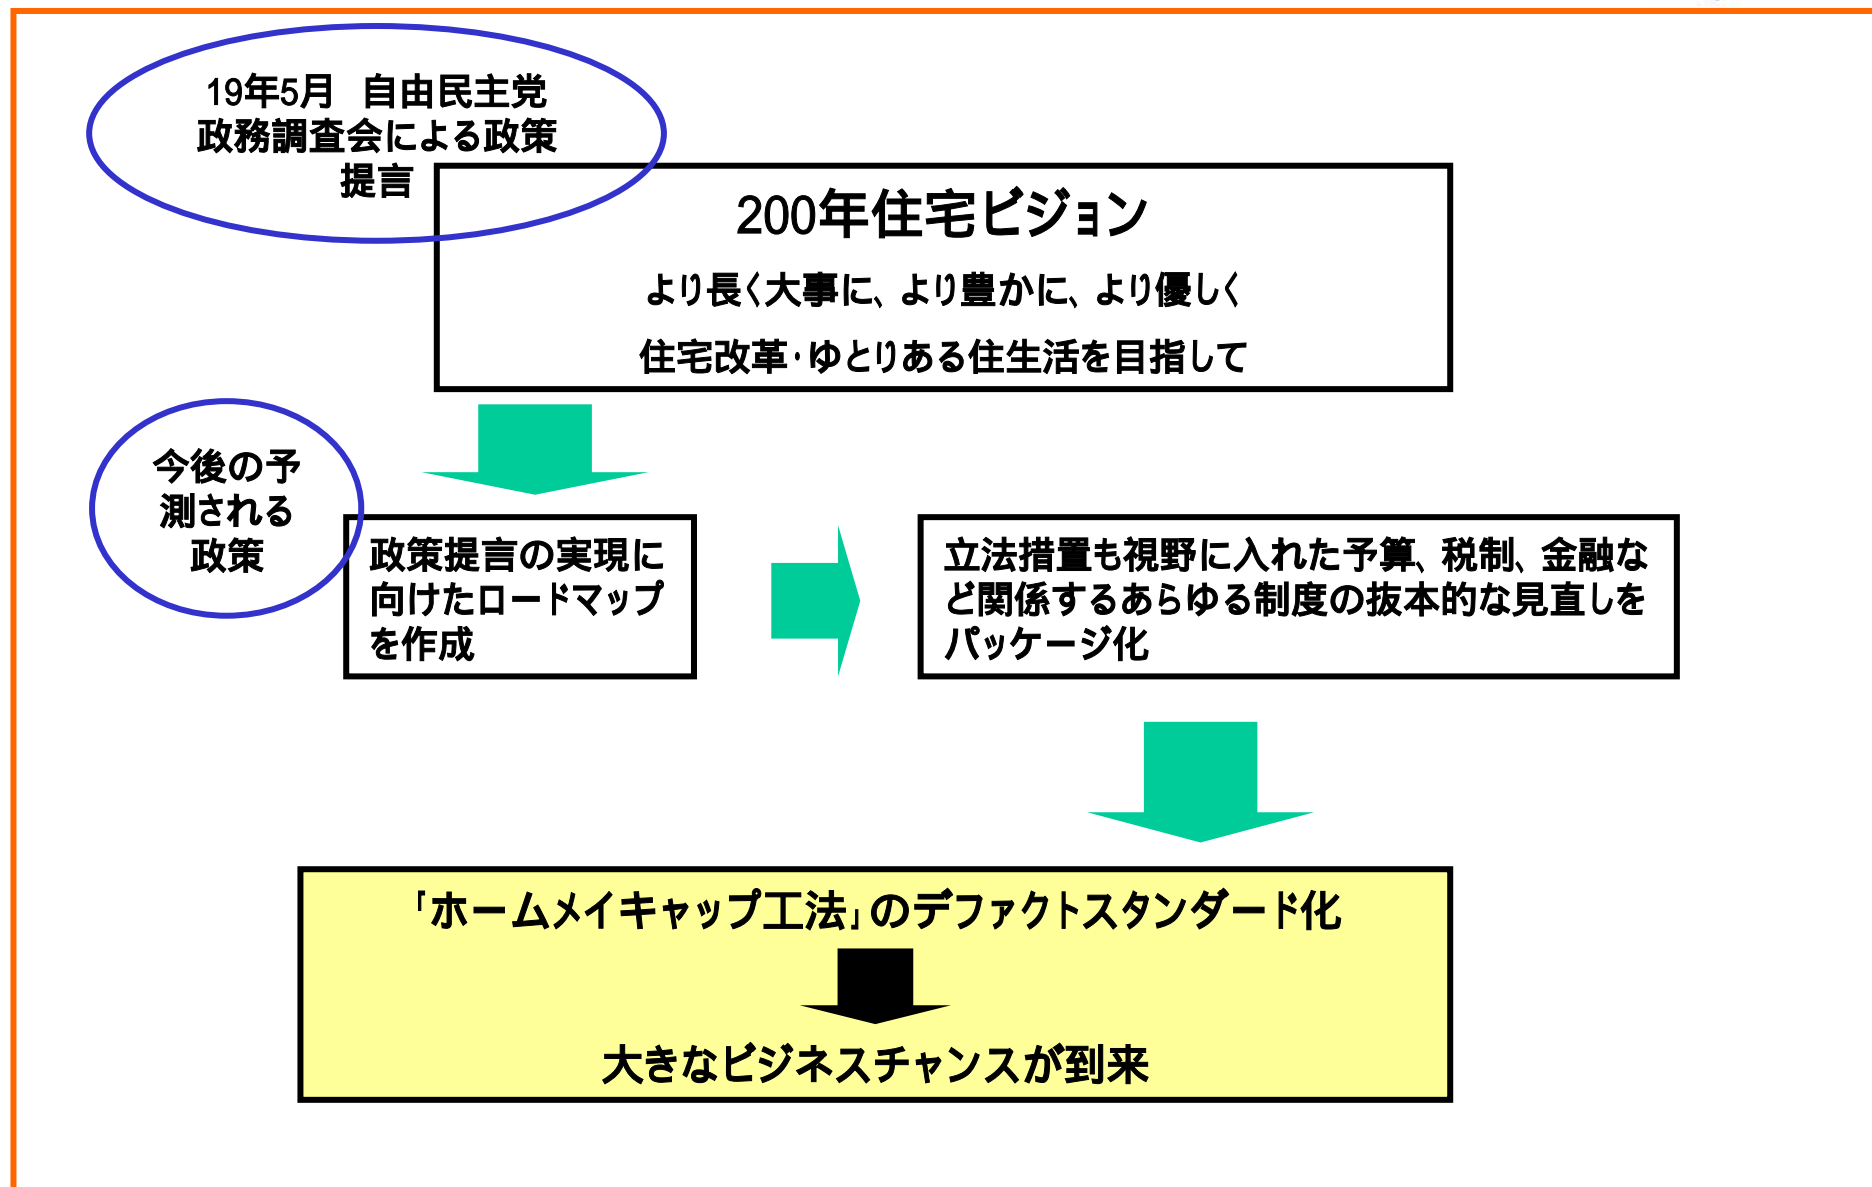 19年5月　自由民主党
政務調査会による政策
提言
200年住宅ビジョン
より長く大事に、より豊かに、より優しく
住宅改革・ゆとりある住生活を目指して
今後の予
測される
政策
政策提言の実現に
向けたロードマップ
を作成
立法措置も視野に入れた予算、税制、金融な
ど関係するあらゆる制度の抜本的な見直しを
パッケージ化
「ホームメイキャップ工法」のデファクトスタンダード化
大きなビジネスチャンスが到来